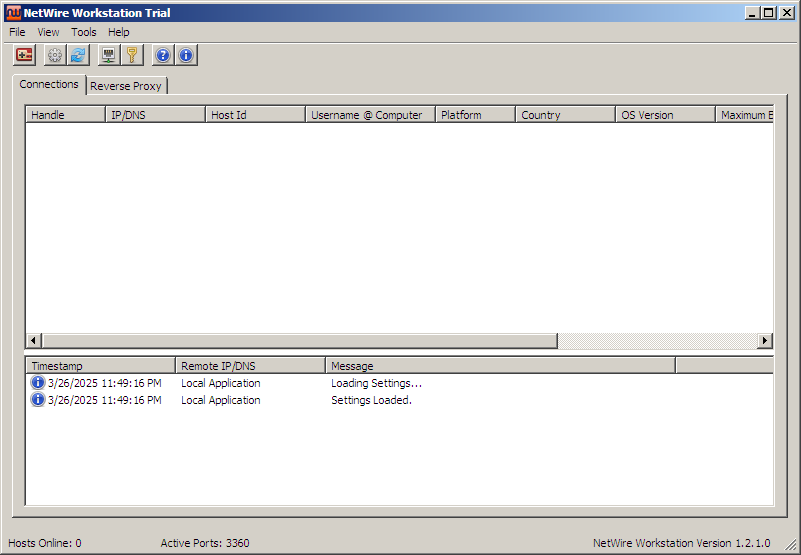 NetWire Workstation Trial
File View Tools Help
Connections Reverse Proxy
Handle IP/DNS Host Id Username @ Computer Platform Country OS Version Maximum
Timestamp Remote IP/DNS Message
3/26/2025 11:49:16 PM Local Application Loading Settings...
3/26/2025 11:49:16 PM Local Application Settings Loaded.
Hosts Online: 0 Active Ports: 3360 NetWire Workstation Version 1.2.1.0